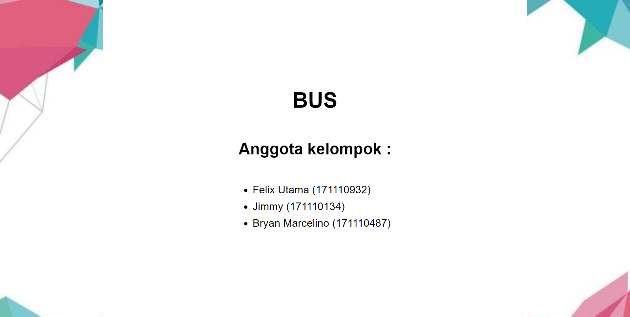 BUS
Anggota kelompok :
Felix Utama (171110932)
Jimmy (171110134)
Bryan Marcelino (171110487)